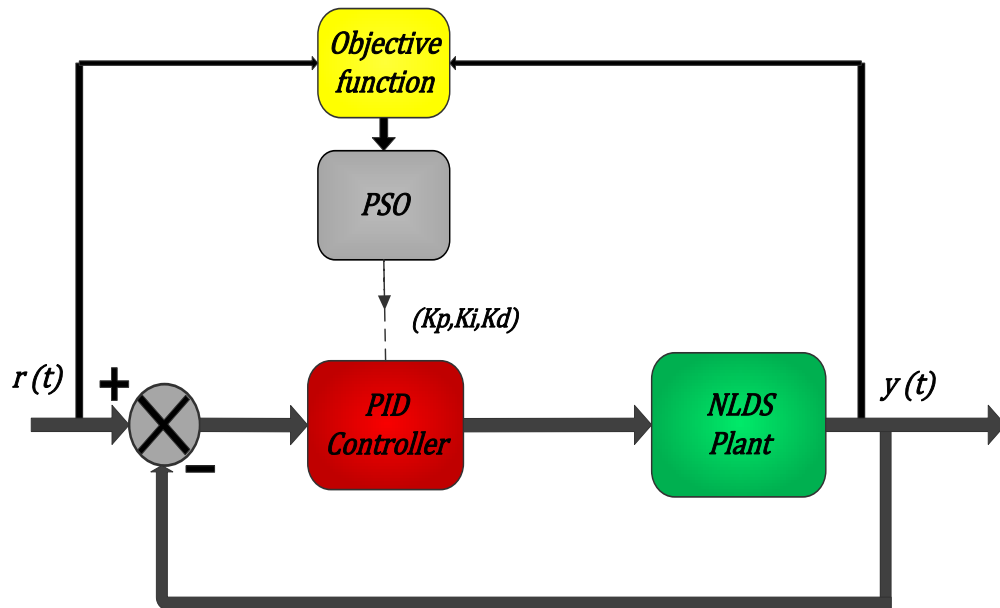 Objective
function
PSO
(Kp,Ki,Kd)
r (t)
+
y (t)
PID
Controller
NLDS
Plant
−